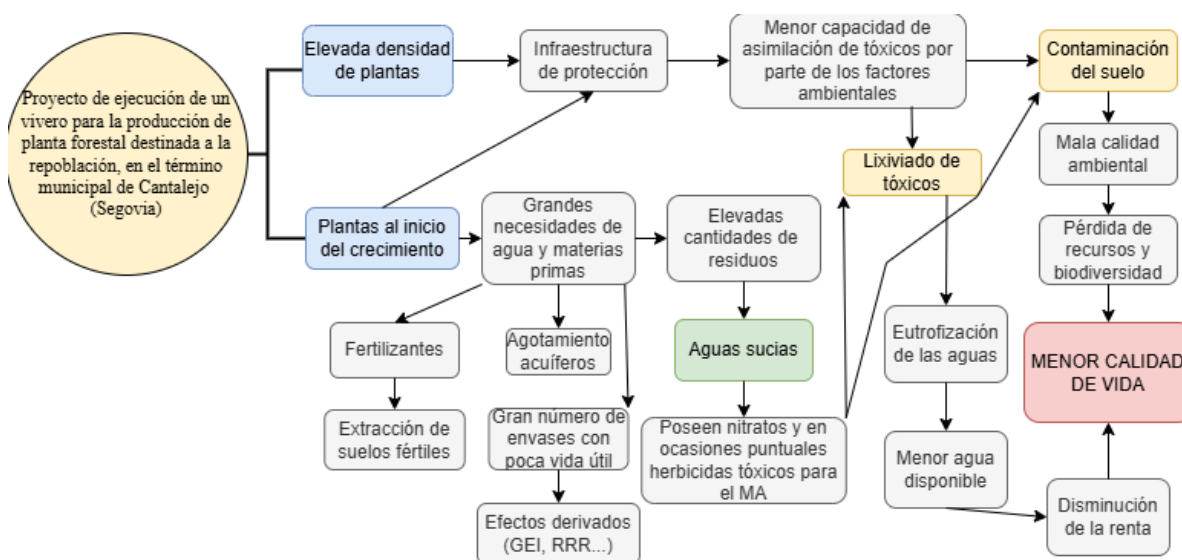 Proyecto de ejecución de un
vivero para la producción de
planta forestal destinada a la
repoblación, en el término
municipal de Cantalejo
(Segovia)
Elevada densidad
de plantas
Infraestructura
de protección
Menor capacidad de
asimilación de tóxicos por
parte de los factores
ambientales
Contaminación
del suelo
Mala calidad
ambiental
Lixiviado de
tóxicos
Plantas al inicio
del crecimiento
Grandes
necesidades de
agua y materias
primas
Elevadas
cantidades de
residuos
Pérdida de
recursos y
biodiversidad
Fertilizantes
Agotamiento
acuíferos
Aguas sucias
Eutrofización
de las aguas
MENOR CALIDAD
DE VIDA
Extracción de
suelos fértiles
Gran número de
envases con
poca vida útil
Poseen nitratos y en
ocasiones puntuales
herbicidas tóxicos para
el MA
Menor agua
disponible
Disminución
de la renta
Efectos derivados
(GEI, RRR...)